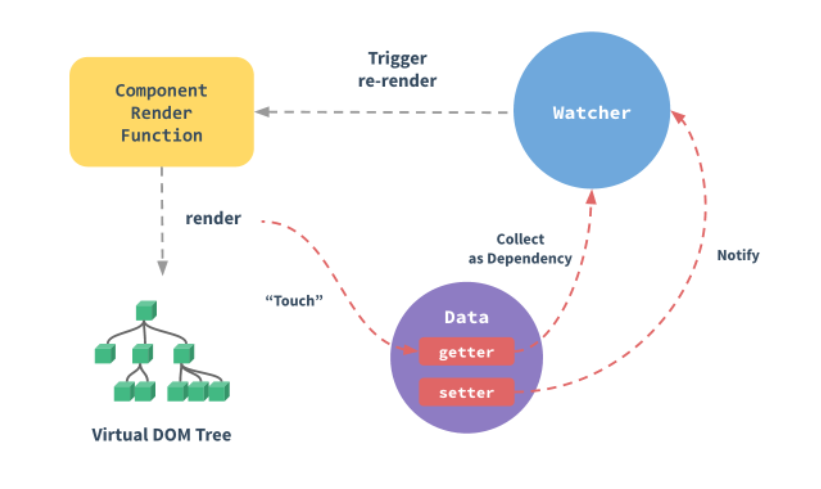 Trigger
re-render
Component
Render
Function
Watcher
render
Collect
as Dependency
Notify
“Touch”
Data
getter
setter
Virtual DOM Tree